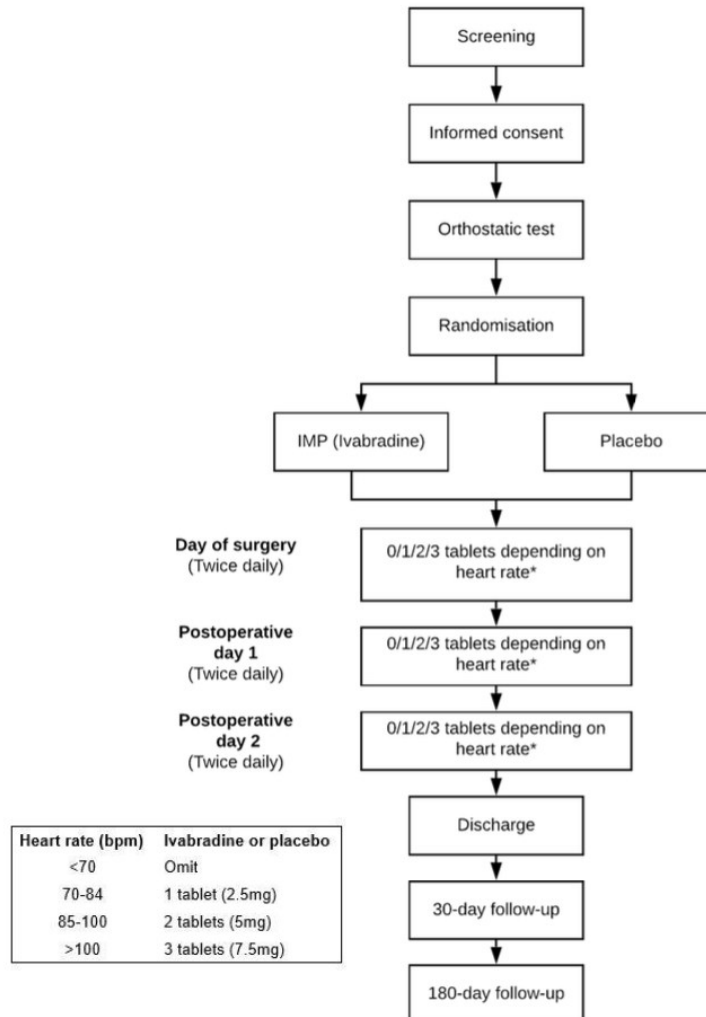 Screening
Informed consent
Orthostatic test
Randomisation
IMP (Ivabradine)
Placebo
Day of surgery
(Twice daily)
0/1/2/3 tablets depending on
heart rate*
Postoperative
day 1
(Twice daily)
0/1/2/3 tablets depending on
heart rate*
Postoperative
day 2
(Twice daily)
0/1/2/3 tablets depending on
heart rate*
Discharge
30-day follow-up
180-day follow-up
Heart rate (bpm) Ivabradine or placebo
<70 Omit
70-84 1 tablet (2.5mg)
85-100 2 tablets (5mg)
>100 3 tablets (7.5mg)